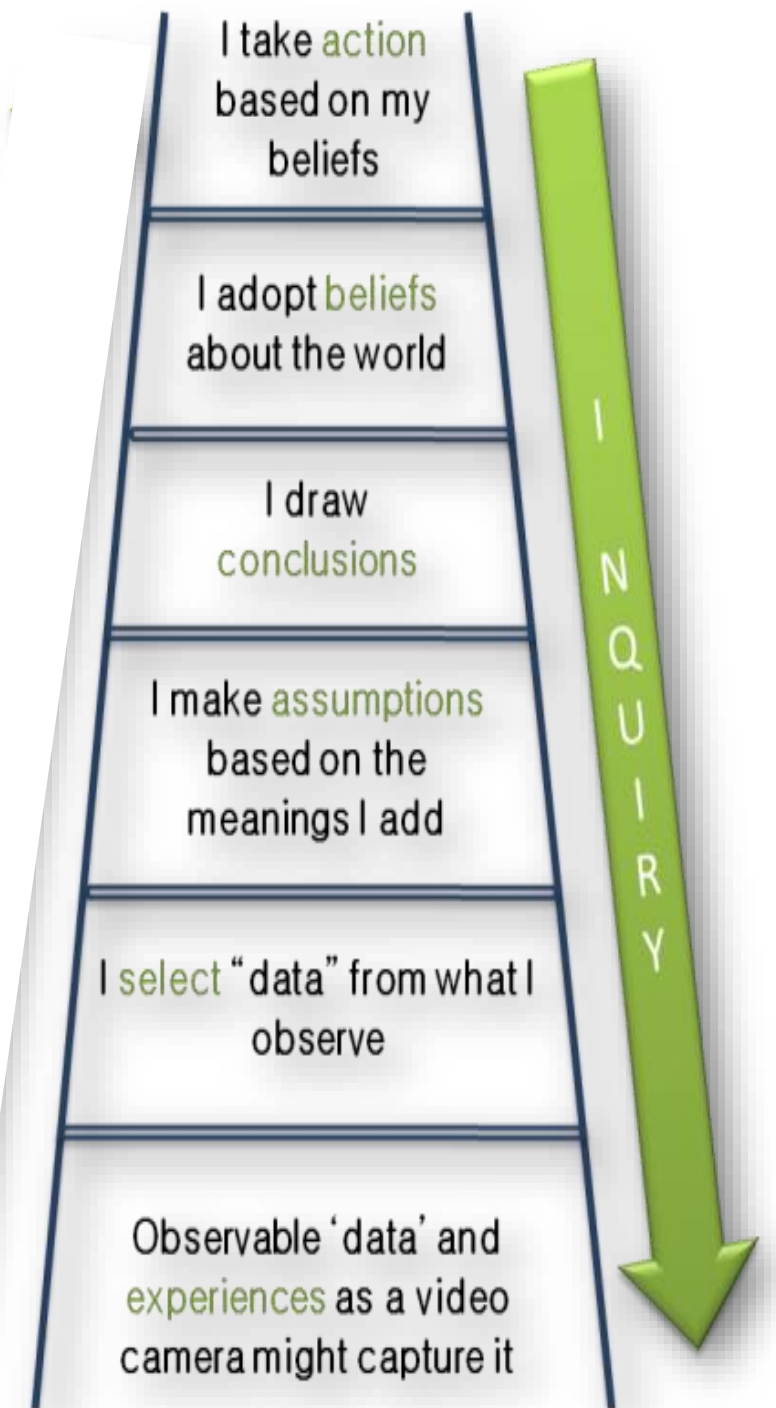 I take action
based on my
beliefs
I adopt beliefs
about the world
I draw
conclusions
I make assumptions
based on the
meanings I add
I select “data” from what I
observe
Observable ‘data’ and
experiences as a video
camera might capture it
I
N
Q
U
I
R
Y